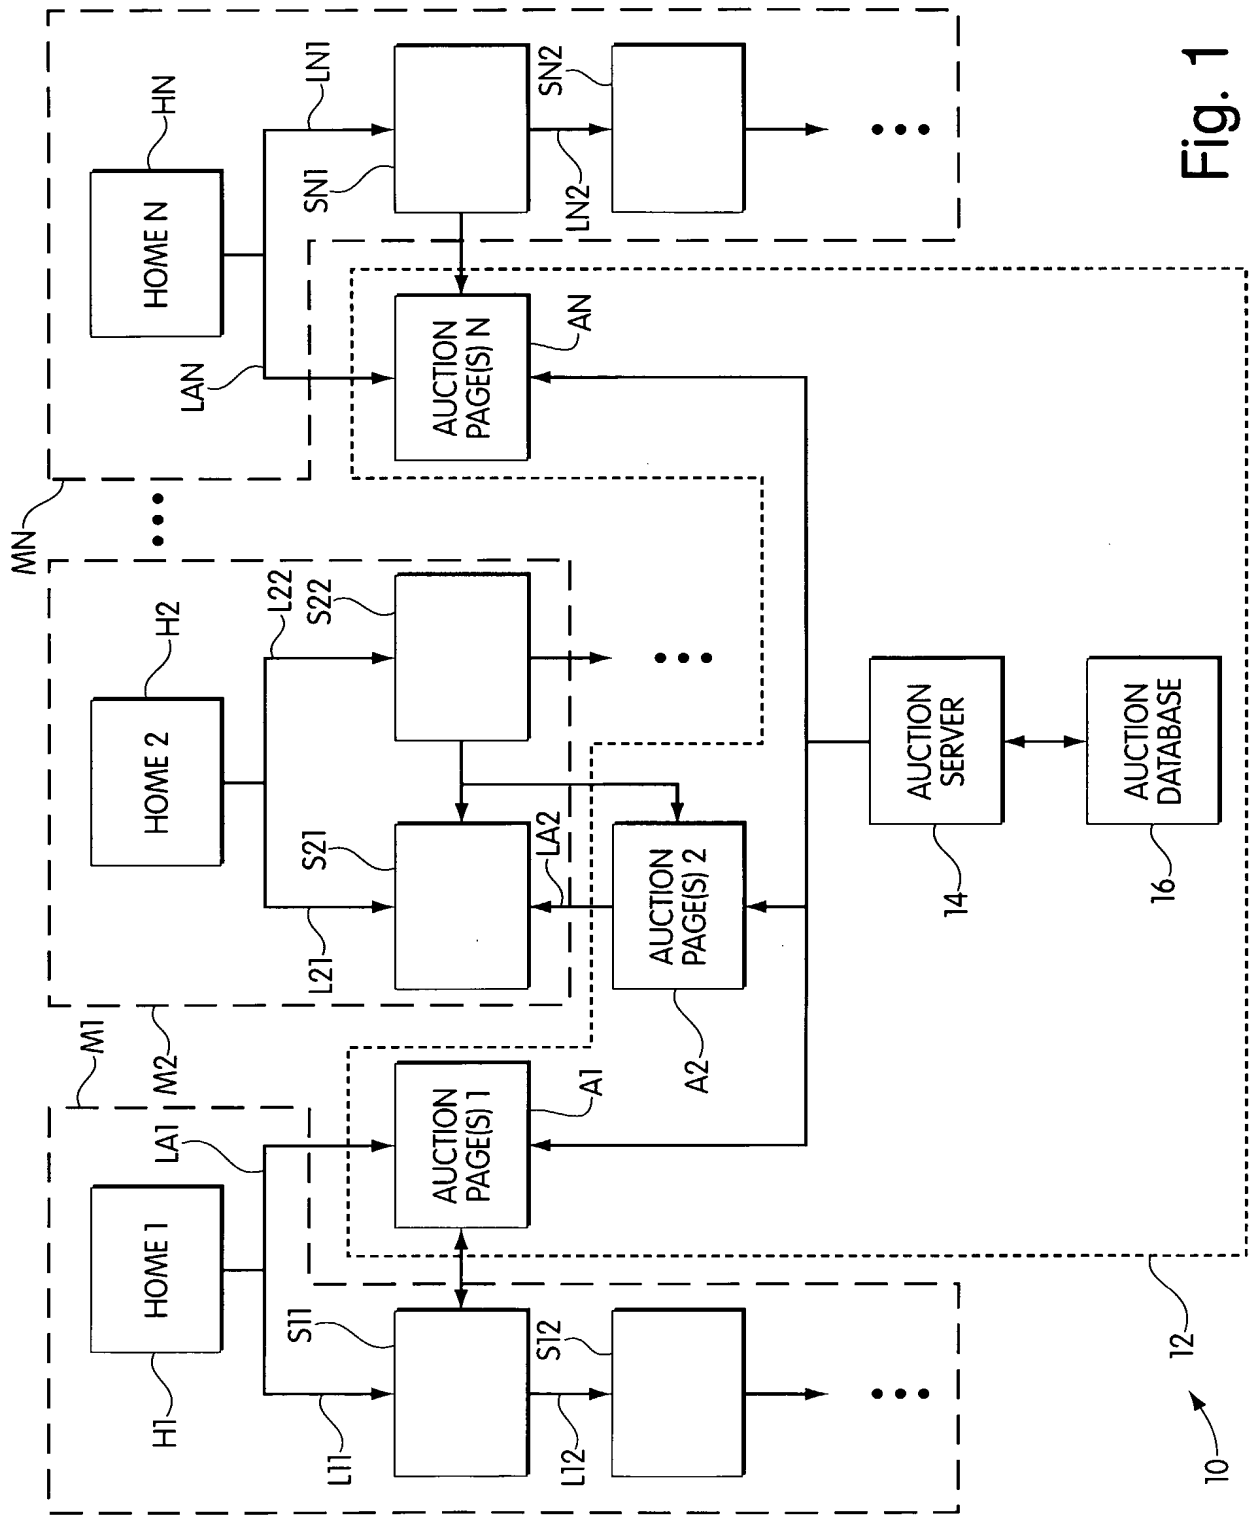 M1
M2
MN
HOME 1
H1
LA1
L11
S11
L12
S12
AUCTION
PAGE(S) 1
A1
HOME 2
H2
L21
L22
S21
S22
LA2
AUCTION
PAGE(S) 2
A2
HOME N
HN
LAN
LN1
SN1
LN2
SN2
AUCTION
PAGE(S) N
AN
AUCTION
SERVER
14
AUCTION
DATABASE
16
12
10
Fig. 1